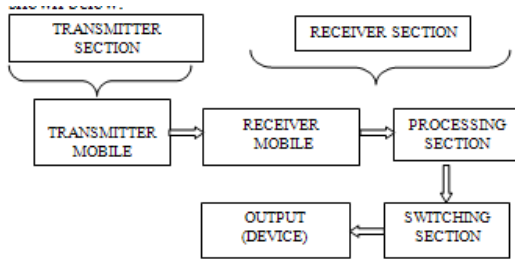 TRANSMITTER
SECTION
RECEIVER SECTION
TRANSMITTER
MOBILE
RECEIVER
MOBILE
PROCESSING
SECTION
OUTPUT
(DEVICE)
SWITCHING
SECTION